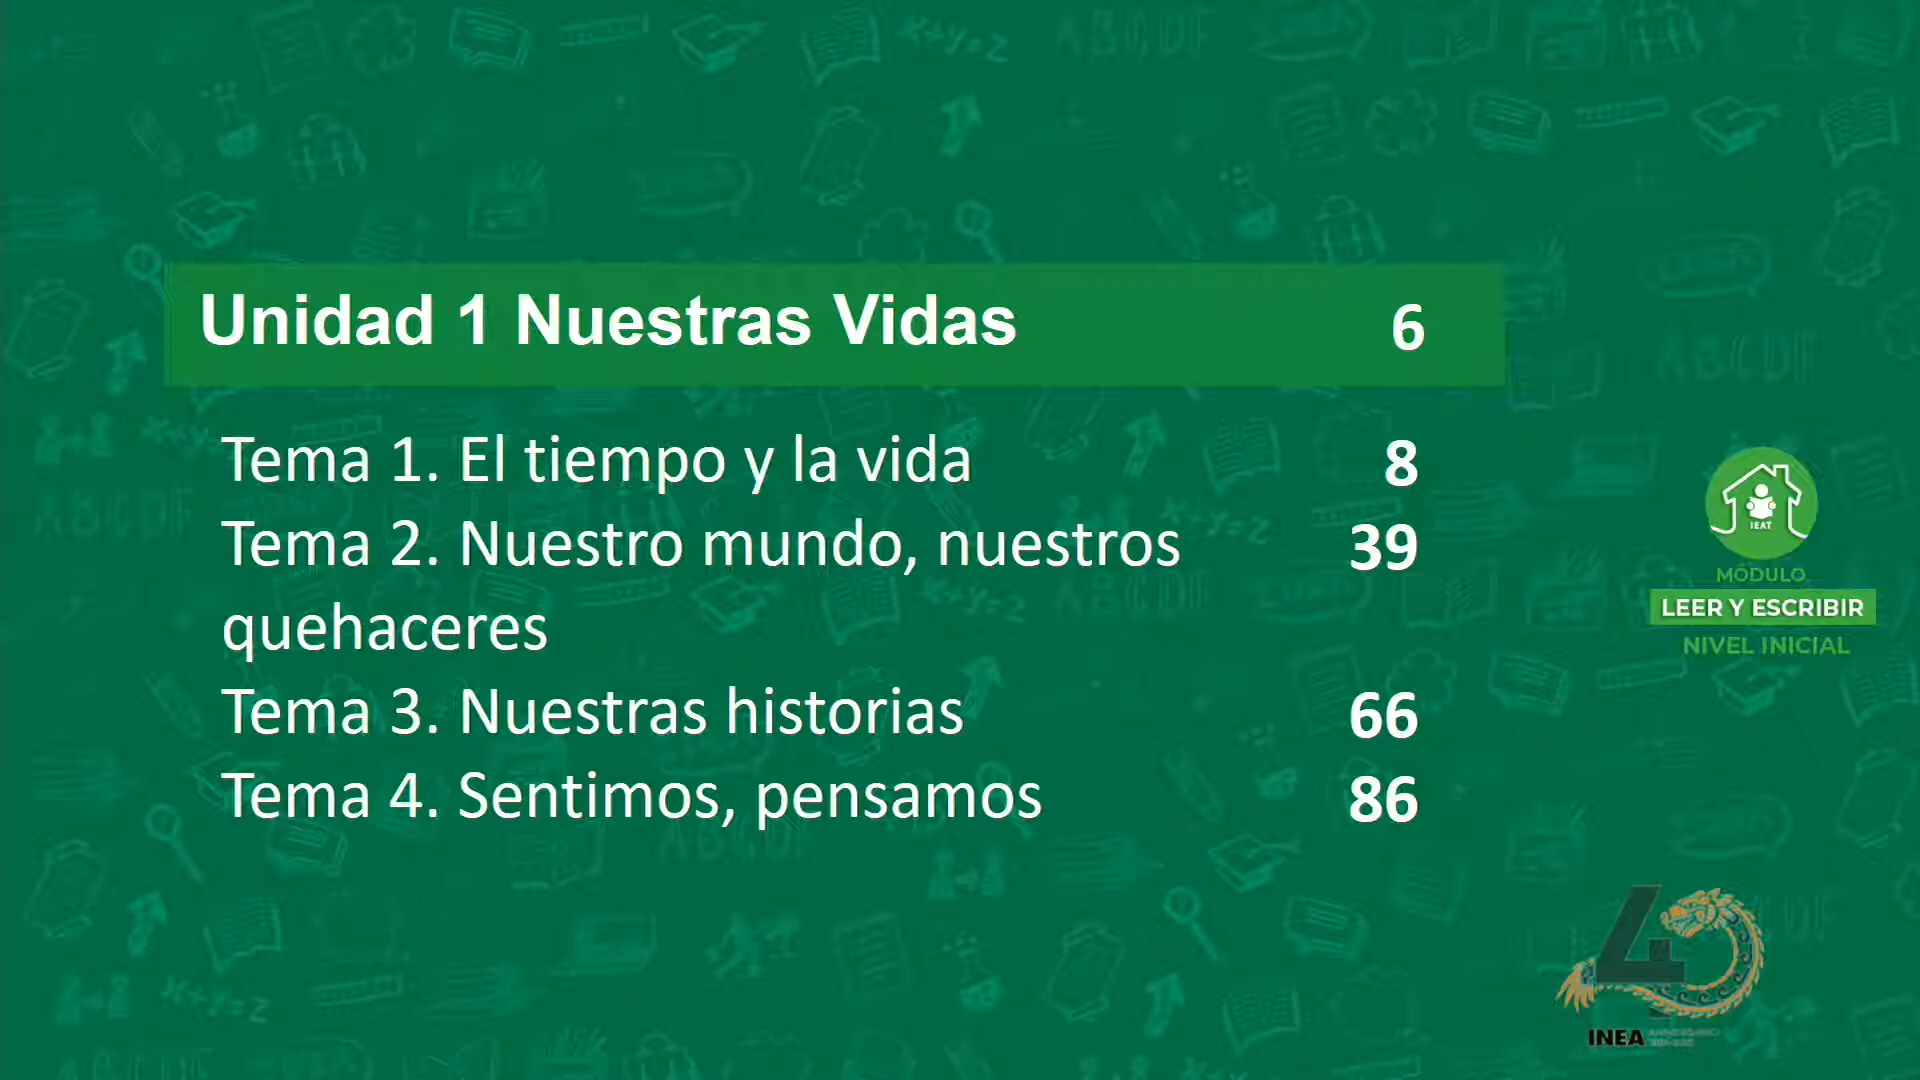 Unidad 1 Nuestras Vidas 6
Tema 1. El tiempo y la vida 8
Tema 2. Nuestro mundo, nuestros 39
quehaceres
Tema 3. Nuestras historias 66
Tema 4. Sentimos, pensamos 86
IEAT
MÓDULO
LEER Y ESCRIBIR
NIVEL INICIAL
40
INEA